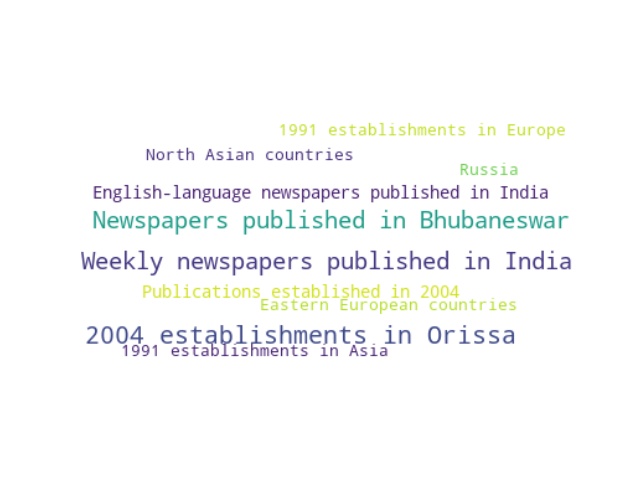 1991 establishments in Europe
North Asian countries
Russia
English-language newspapers published in India
Newspapers published in Bhubaneswar
Weekly newspapers published in India
Publications established in 2004
Eastern European countries
2004 establishments in Orissa
1991 establishments in Asia